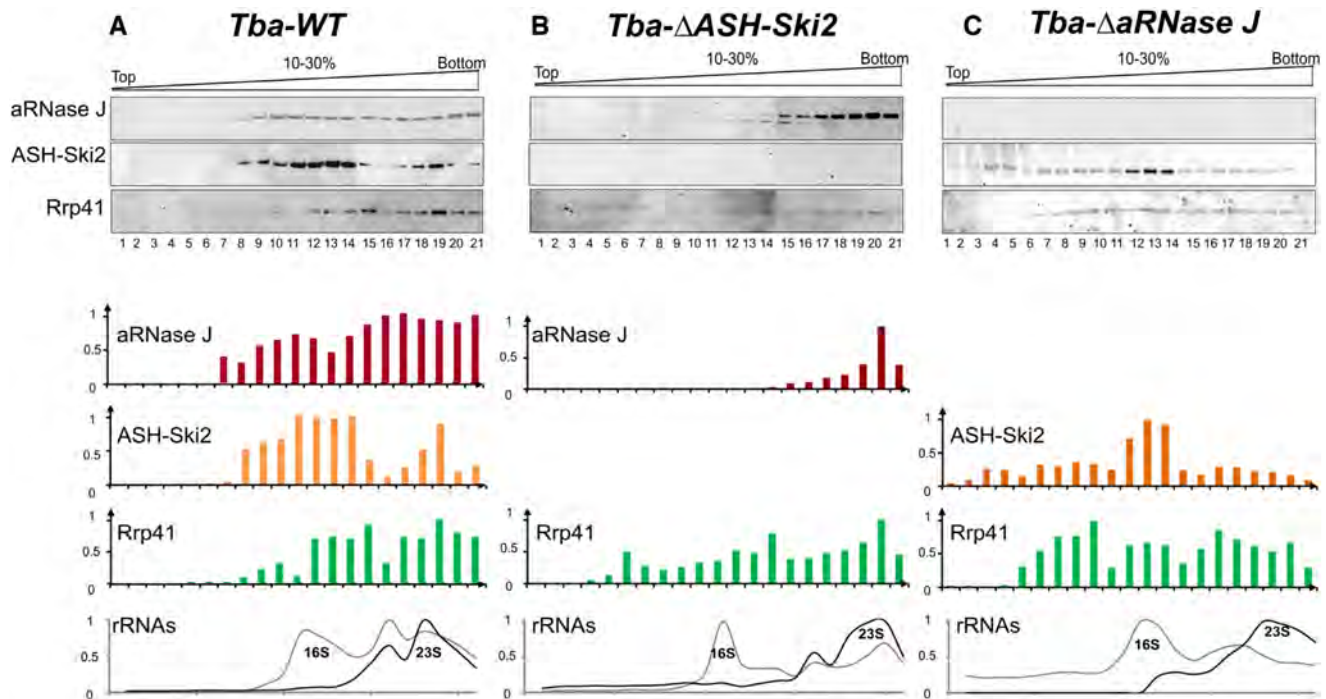 A Tba-WT B Tba-ΔASH-Ski2 C Tba-ΔaRNase J
Top 10-30% Bottom Top 10-30% Bottom Top 10-30% Bottom
aRNase J
ASH-Ski2
Rrp41
1 2 3 4 5 6 7 8 9 10 11 12 13 14 15 16 17 18 19 20 21 1 2 3 4 5 6 7 8 9 10 11 12 13 14 15 16 17 18 19 20 21 1 2 3 4 5 6 7 8 9 10 11 12 13 14 15 16 17 18 19 20 21
1 aRNase J 1 aRNase J
0.5 0.5
0 0
1 ASH-Ski2 1 ASH-Ski2
0.5 0.5
0 0
1 Rrp41 1 Rrp41 1 Rrp41
0.5 0.5 0.5
0 0 0
1 rRNAs 1 rRNAs 1 rRNAs
0.5 16S 23S 0.5 16S 23S 0.5 16S 23S
0 0 0